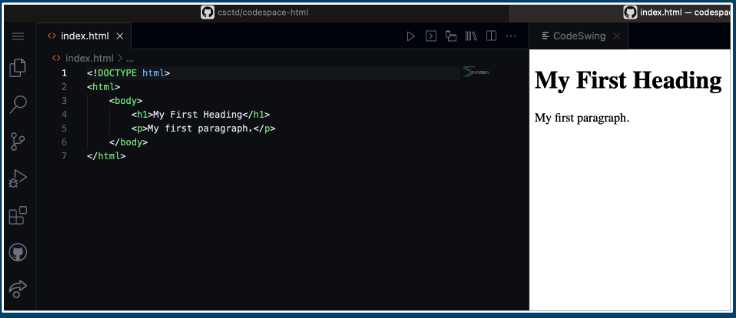 csctd/codespace-html
index.html — codespac
index.html
CodeSwing
index.html > ...
1 <!DOCTYPE html>
2 <html>
3 <body>
4 <h1>My First Heading</h1>
5 <p>My first paragraph.</p>
6 </body>
7 </html>
My First Heading
My first paragraph.